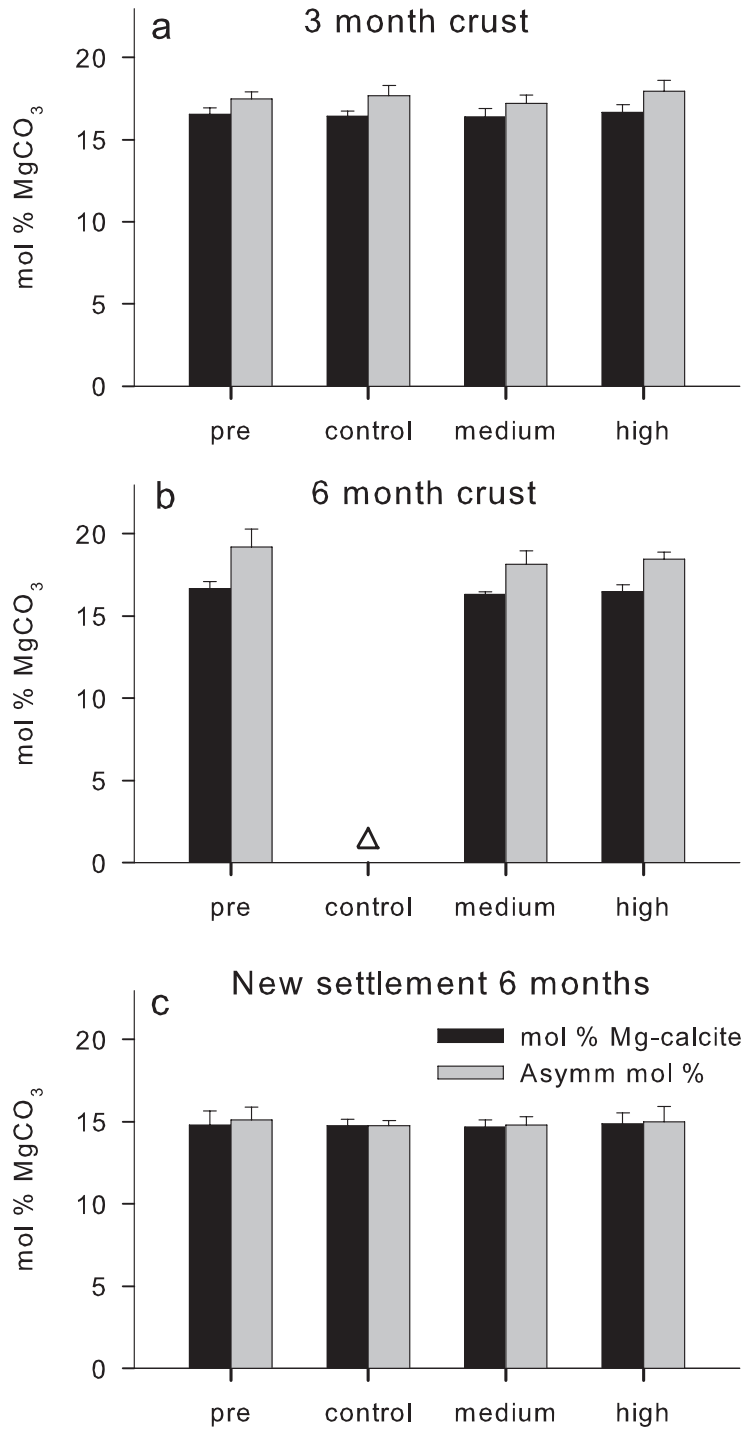 a 3 month crust
20
15
10
5
0
mol % MgCO₃
pre control medium high
b 6 month crust
20
15
10
5
0
mol % MgCO₃
pre control medium high
c New settlement 6 months
mol % Mg-calcite
Asymm mol %
20
15
10
5
0
mol % MgCO₃
pre control medium high